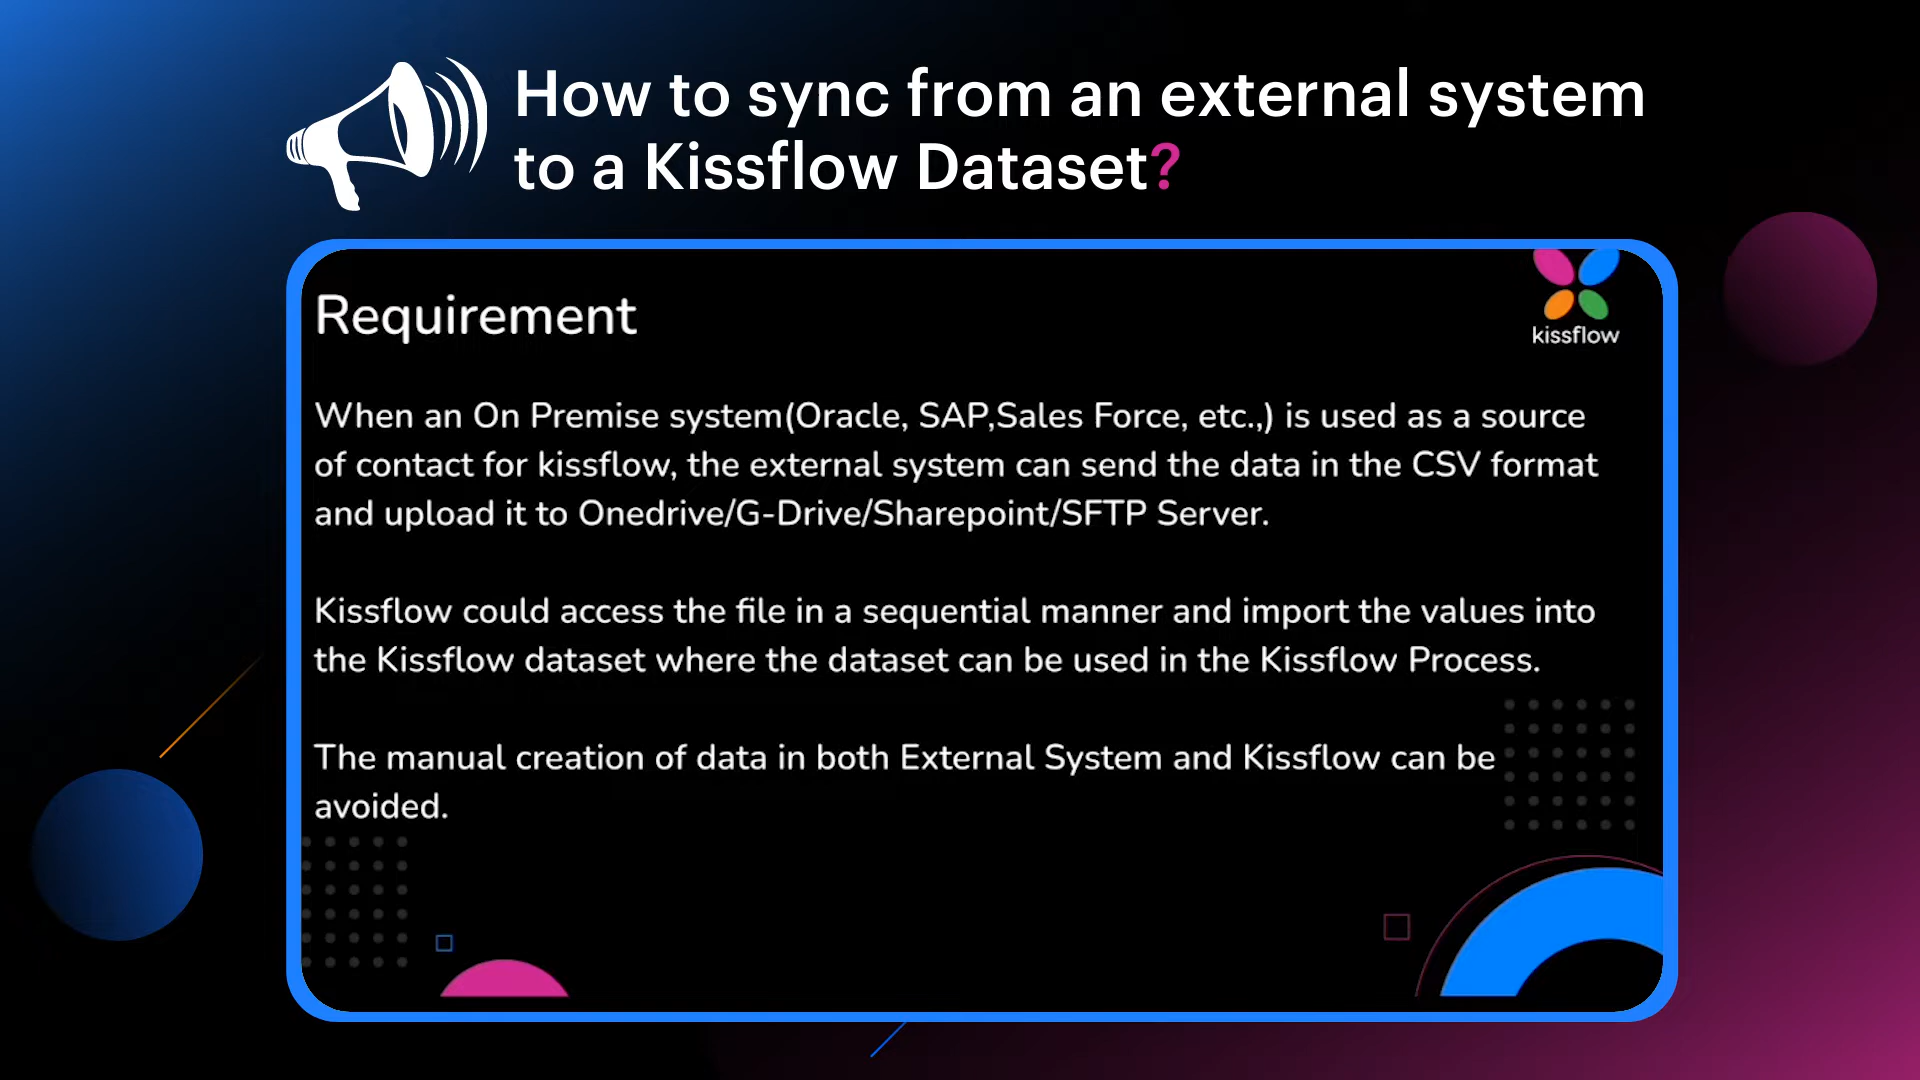 How to sync from an external system
to a Kissflow Dataset?
kissflow
Requirement
When an On Premise system(Oracle, SAP,Sales Force, etc.,) is used as a source
of contact for kissflow, the external system can send the data in the CSV format
and upload it to Onedrive/G-Drive/Sharepoint/SFTP Server.
Kissflow could access the file in a sequential manner and import the values into
the Kissflow dataset where the dataset can be used in the Kissflow Process.
The manual creation of data in both External System and Kissflow can be
avoided.